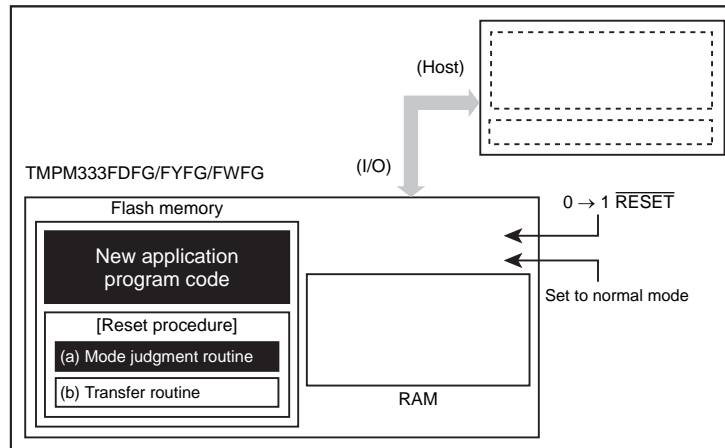 (Host)
(I/O)
TMPM333FDFG/FYFG/FWFG
Flash memory
0 → 1 RESET
New application
program code
Set to normal mode
[Reset procedure]
(a) Mode judgment routine
(b) Transfer routine
RAM